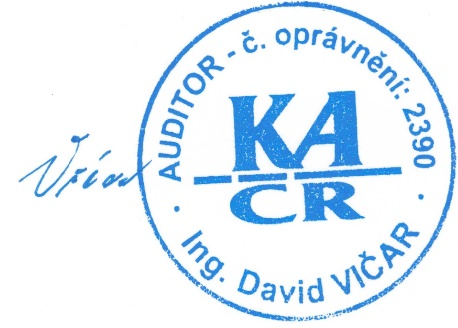 AUDITOR - č. oprávnění: 2390
KA
ČR
· Ing. David VIČAR ·